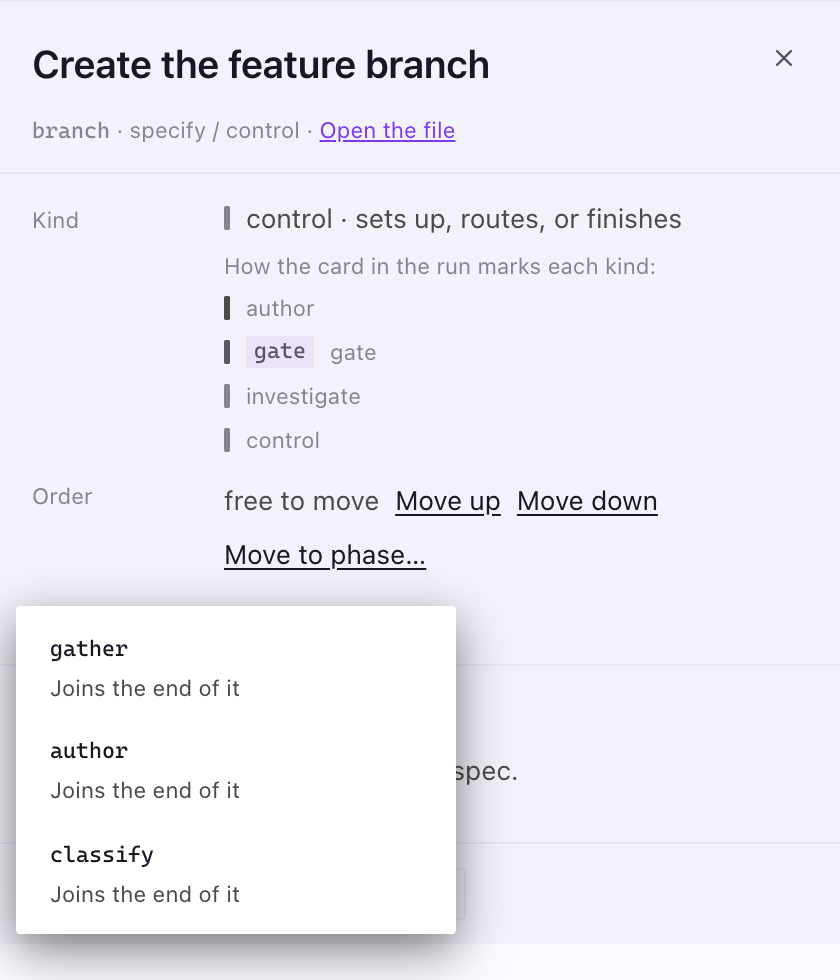 Create the feature branch
branch · specify / control · Open the file
Kind
control · sets up, routes, or finishes
How the card in the run marks each kind:
author
gate gate
investigate
control
Order
free to move Move up Move down
Move to phase...
gather
Joins the end of it
author
Joins the end of it
spec.
classify
Joins the end of it